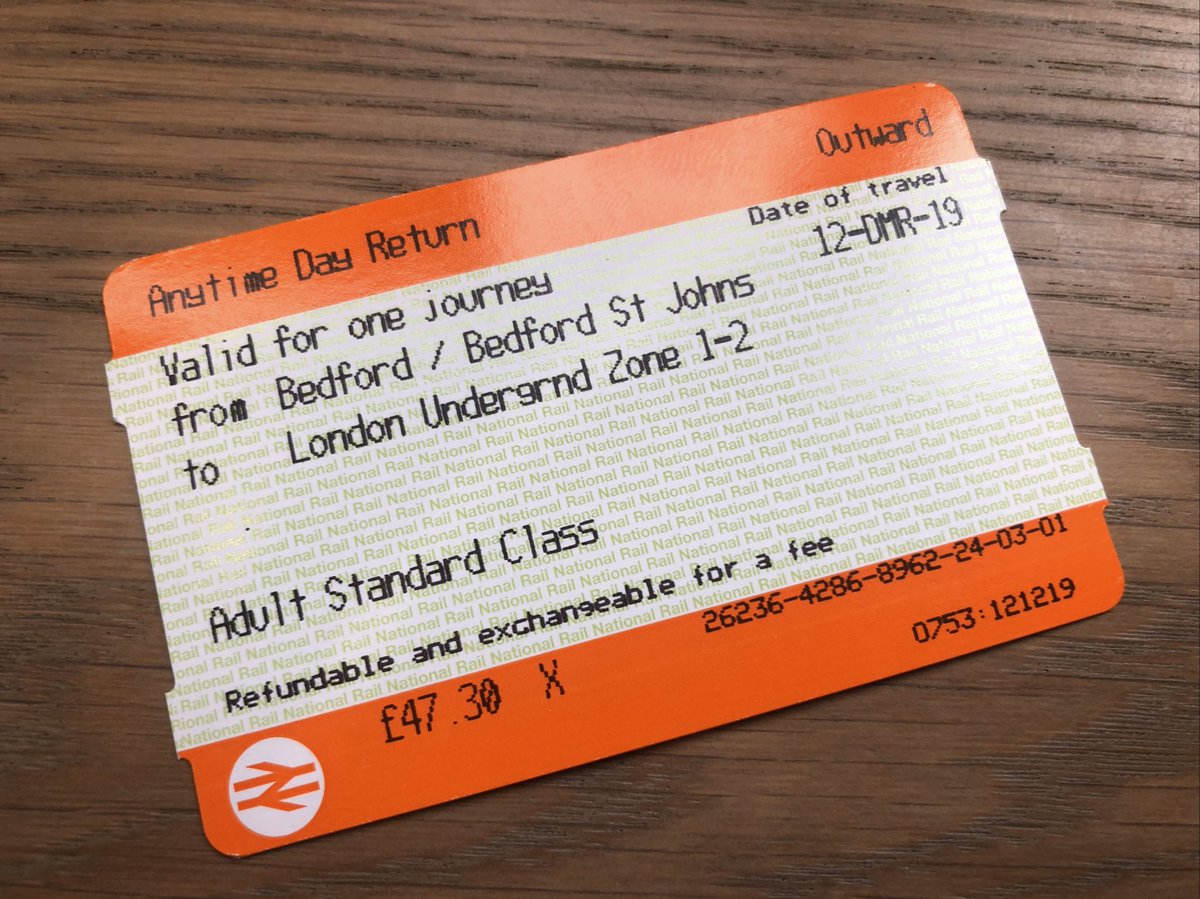 Outward
Anytime Day Return
Date of travel
12-DMR-19
Valid for one journey
from Bedford / Bedford St Johns
to London Undergrnd Zone 1-2
Adult Standard Class
Refundable and exchangeable for a fee
26236-4286-8962-24-03-01
£47.30 X
0753:121219